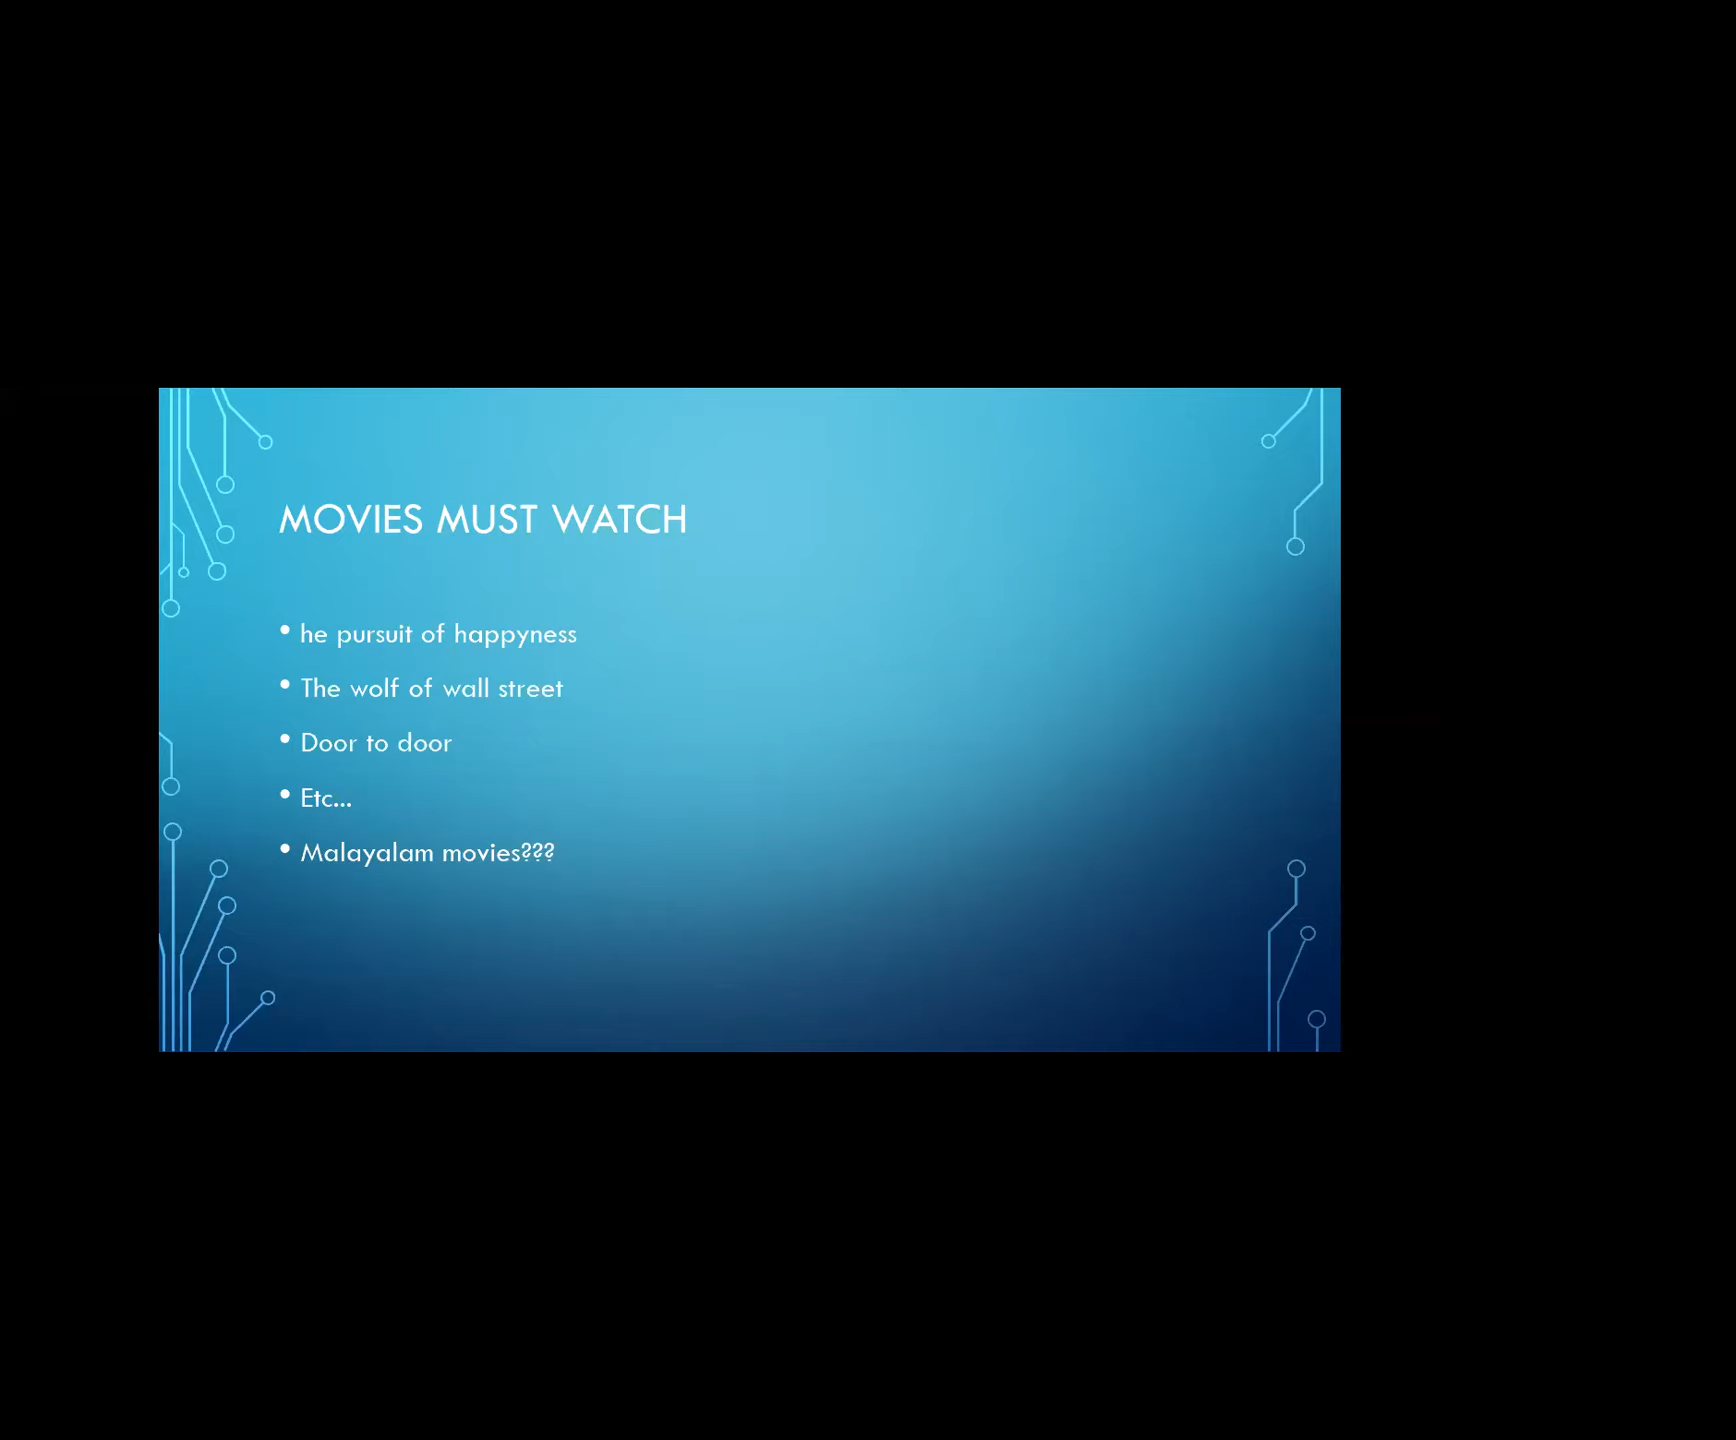 MOVIES MUST WATCH
• he pursuit of happyness
• The wolf of wall street
• Door to door
• Etc...
• Malayalam movies???